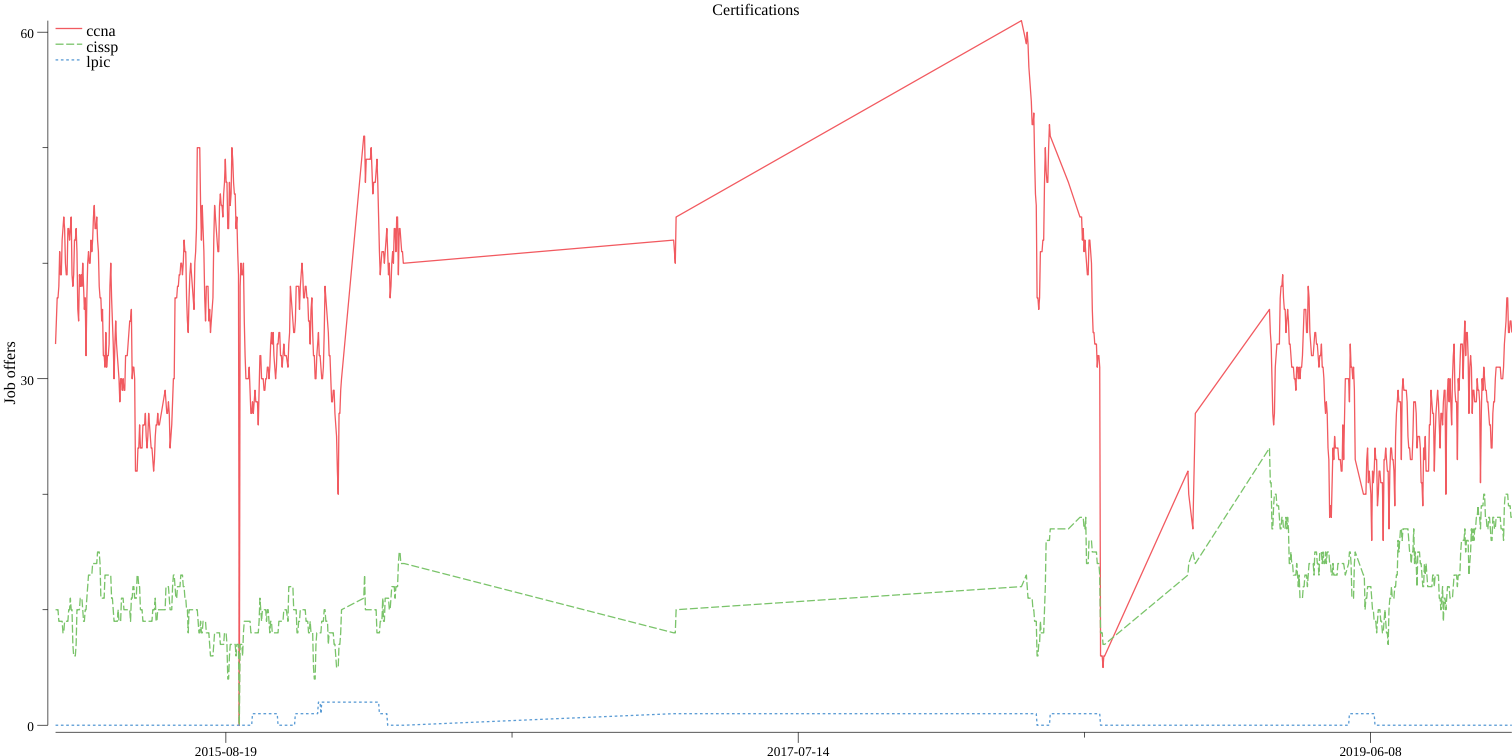 Certifications
60
ccna
cissp
lpic
Job offers
30
0
2015-08-19
2017-07-14
2019-06-08